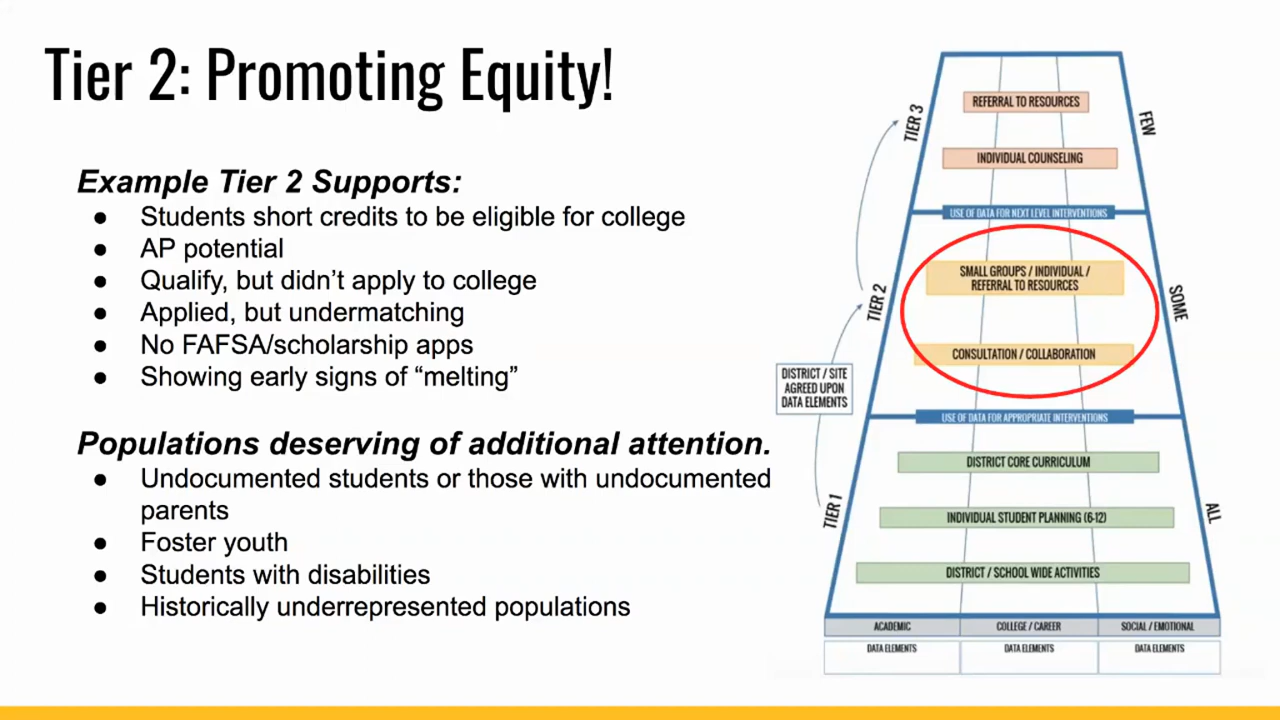 Tier 2: Promoting Equity!
Example Tier 2 Supports:
● Students short credits to be eligible for college
● AP potential
● Qualify, but didn’t apply to college
● Applied, but undermatching
● No FAFSA/scholarship apps
● Showing early signs of “melting”
Populations deserving of additional attention.
● Undocumented students or those with undocumented
parents
● Foster youth
● Students with disabilities
● Historically underrepresented populations
TIER 3
REFERRAL TO RESOURCES
FEW
INDIVIDUAL COUNSELING
USE OF DATA FOR NEXT LEVEL INTERVENTIONS
TIER 2
SMALL GROUPS / INDIVIDUAL /
REFERRAL TO RESOURCES
SOME
CONSULTATION / COLLABORATION
DISTRICT / SITE
AGREED UPON
DATA ELEMENTS
USE OF DATA FOR APPROPRIATE INTERVENTIONS
TIER 1
DISTRICT CORE CURRICULUM
ALL
INDIVIDUAL STUDENT PLANNING (6-12)
DISTRICT / SCHOOL WIDE ACTIVITIES
ACADEMIC
COLLEGE / CAREER
SOCIAL / EMOTIONAL
DATA ELEMENTS
DATA ELEMENTS
DATA ELEMENTS